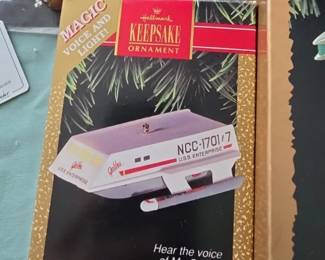 MAGIC
VOICE AND
LIGHT!
Hallmark
KEEPSAKE
ORNAMENT
NCC-1701/7
U.S.S. ENTERPRISE
Galileo
Hear the voice